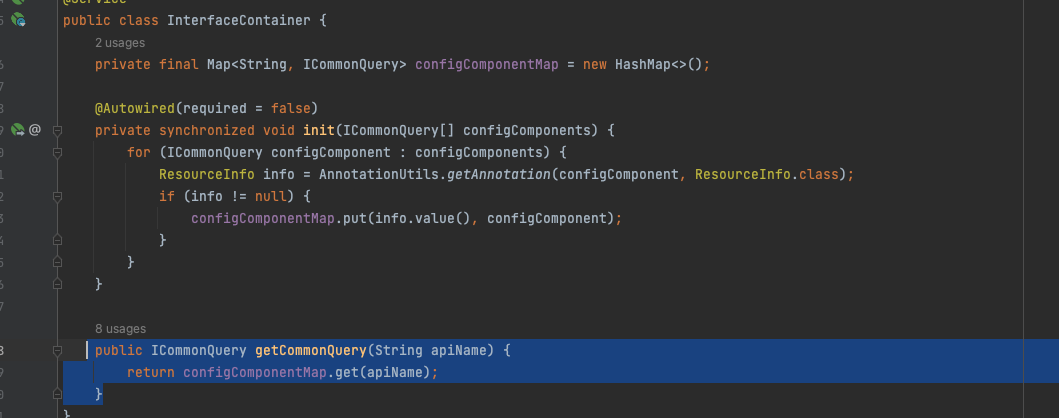 @Service
public class InterfaceContainer {
2 usages
private final Map<String, ICommonQuery> configComponentMap = new HashMap<>();
@Autowired(required = false)
private synchronized void init(ICommonQuery[] configComponents) {
for (ICommonQuery configComponent : configComponents) {
ResourceInfo info = AnnotationUtils.getAnnotation(configComponent, ResourceInfo.class);
if (info != null) {
configComponentMap.put(info.value(), configComponent);
}
}
}
8 usages
public ICommonQuery getCommonQuery(String apiName) {
return configComponentMap.get(apiName);
}
}